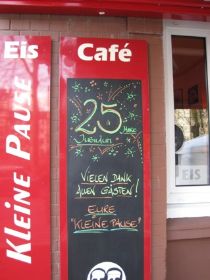 Eis
KLEINE PAUSE
Café
25
JAHRE
JUBILÄUM
VIELEN DANK
ALLEN GÄSTEN!
EURE
"KLEINE PAUSE"
EIS